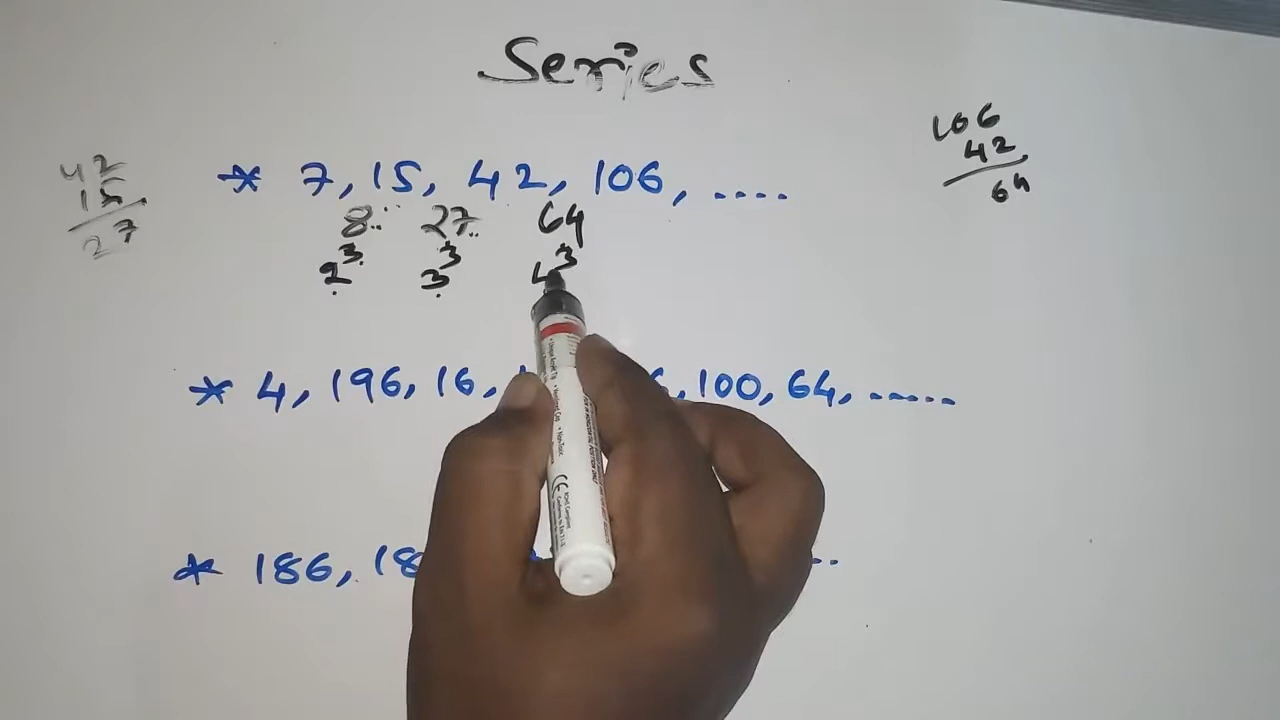 Series
* 7, 15, 42, 106, ....
8 27 64
2³ 3³ 4³
42
15
27
106
42
64
* 4, 196, 16, 100, 64, .....
* 186, 18